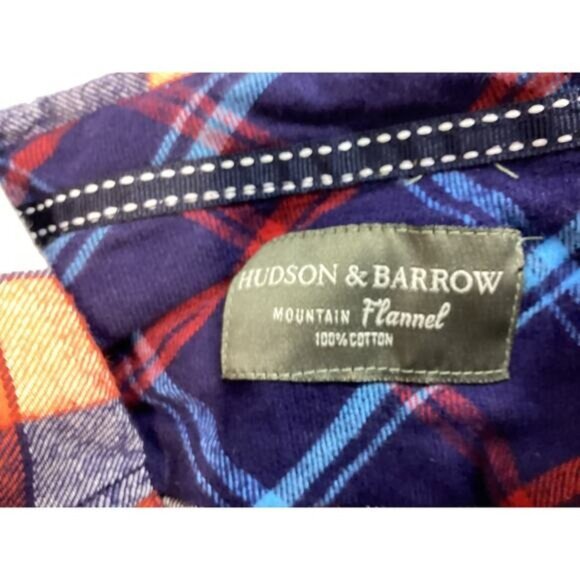 HUDSON & BARROW
MOUNTAIN Flannel
100% COTTON